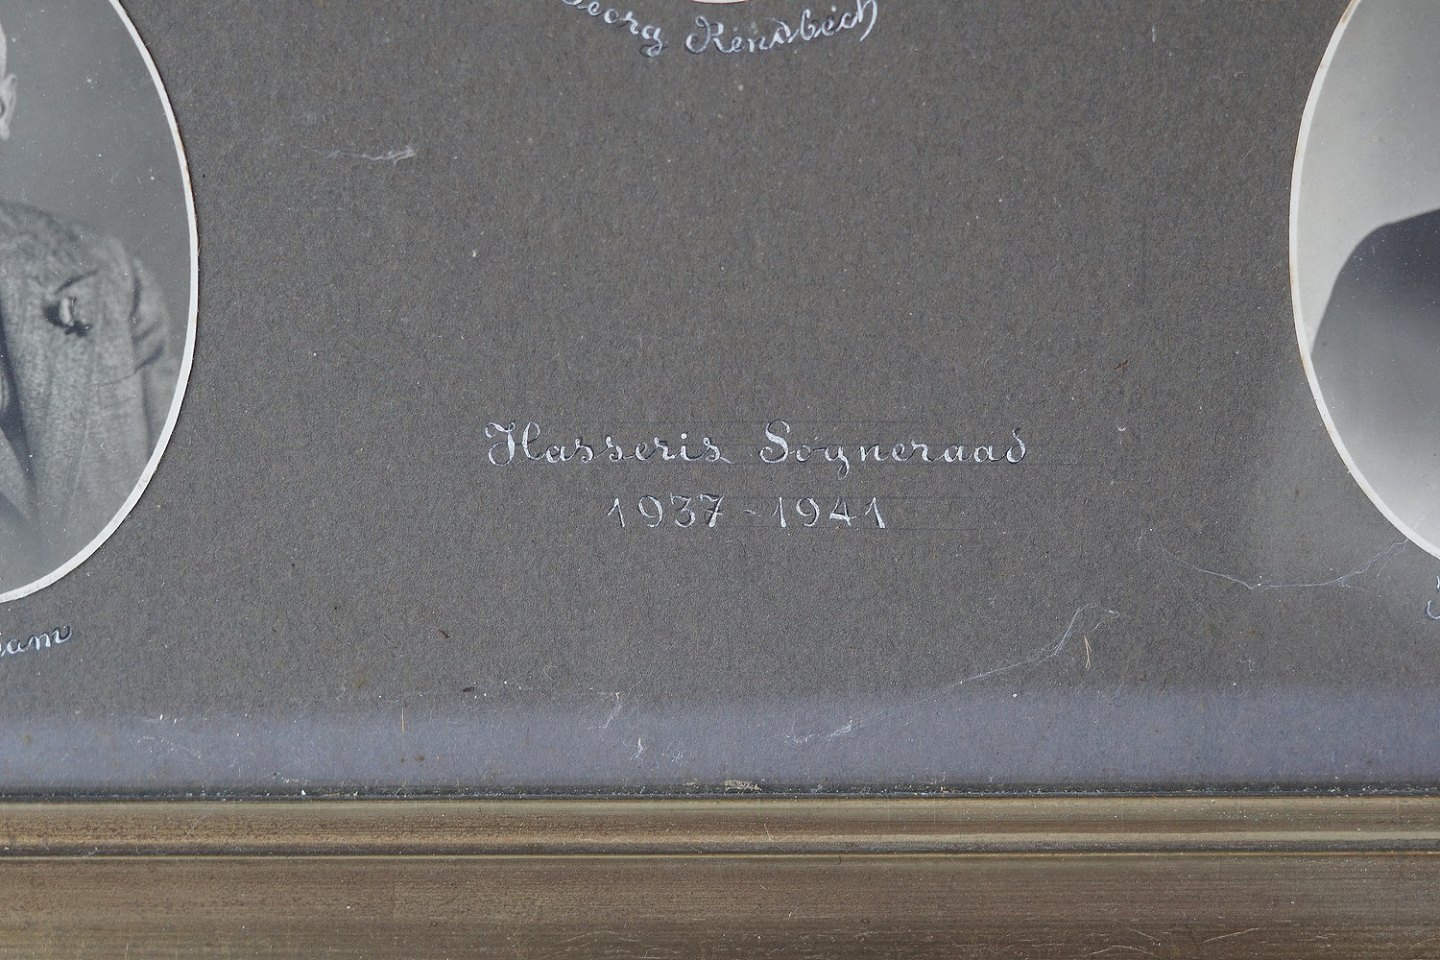 Georg Rendbech
Hasseris Sogneraad
1937-1941